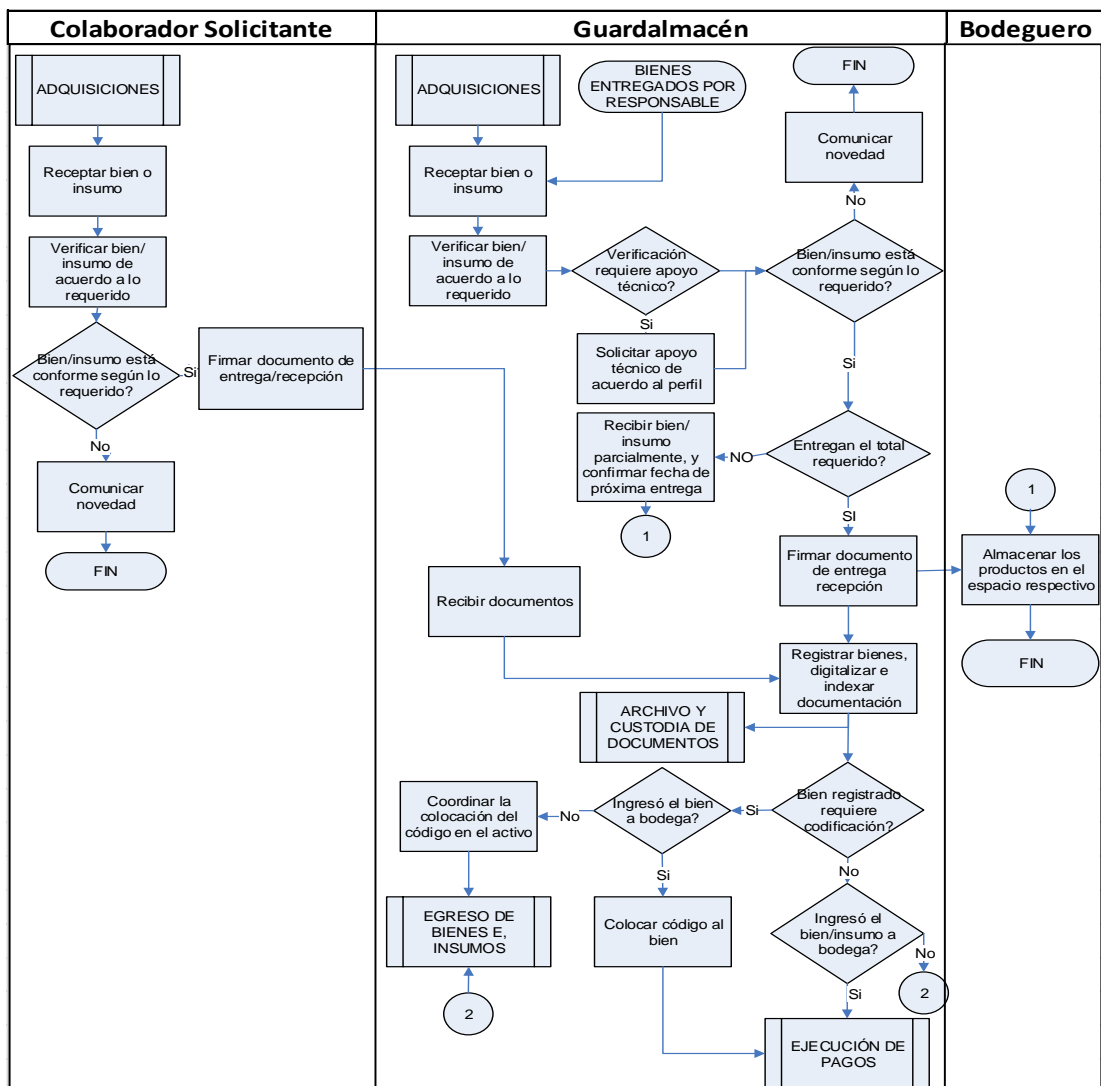 Colaborador Solicitante
Guardalmacén
Bodeguero
ADQUISICIONES
Receptar bien o
insumo
Verificar bien/
insumo de
acuerdo a lo
requerido
Bien/insumo está
conforme según lo
requerido?
Si
Firmar documento de
entrega/recepción
No
Comunicar
novedad
FIN
ADQUISICIONES
BIENES
ENTREGADOS POR
RESPONSABLE
FIN
Receptar bien o
insumo
Comunicar
novedad
No
Verificar bien/
insumo de
acuerdo a lo
requerido
Verificación
requiere apoyo
técnico?
Bien/insumo está
conforme según lo
requerido?
Si
Solicitar apoyo
técnico de
acuerdo al perfil
Si
Recibir bien/
insumo
parcialmente, y
confirmar fecha de
próxima entrega
NO
Entregan el total
requerido?
1
SI
Firmar documento
de entrega
recepción
Recibir documentos
Registrar bienes,
digitalizar e
indexar
documentación
ARCHIVO Y
CUSTODIA DE
DOCUMENTOS
Coordinar la
colocación del
código en el activo
No
Ingresó el bien
a bodega?
Si
Bien registrado
requiere
codificación?
Si
No
EGRESO DE
BIENES E,
INSUMOS
Colocar código al
bien
Ingresó el
bien/insumo a
bodega?
No
2
2
Si
EJECUCIÓN DE
PAGOS
1
Almacenar los
productos en el
espacio respectivo
FIN